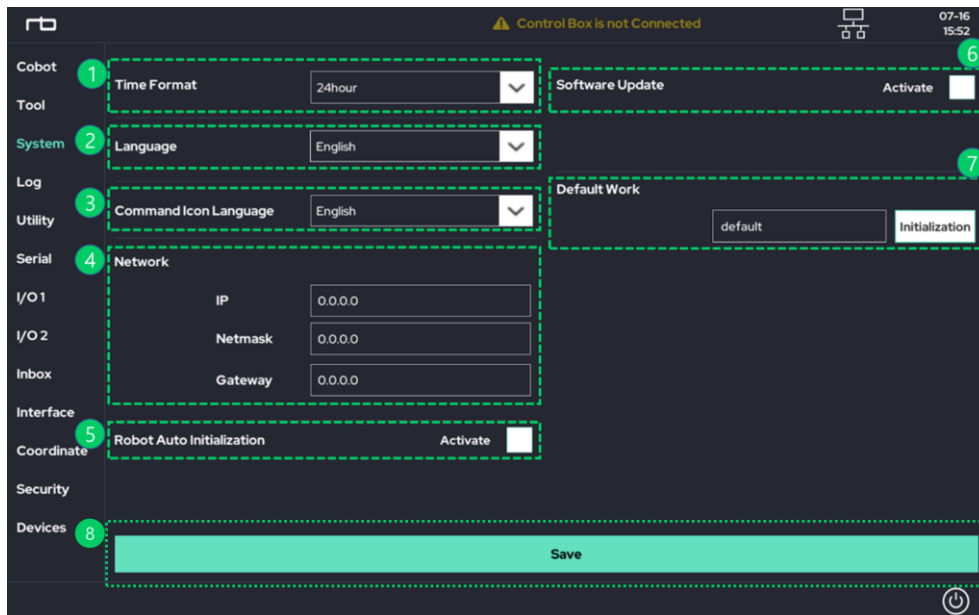 rb
Control Box is not Connected
07-16
15:52
Cobot
Tool
System
Log
Utility
Serial
I/O 1
I/O 2
Inbox
Interface
Coordinate
Security
Devices
1
Time Format
24hour
2
Language
English
3
Command Icon Language
English
4
Network
IP
0.0.0.0
Netmask
0.0.0.0
Gateway
0.0.0.0
5
Robot Auto Initialization
Activate
6
Software Update
Activate
7
Default Work
default
Initialization
8
Save